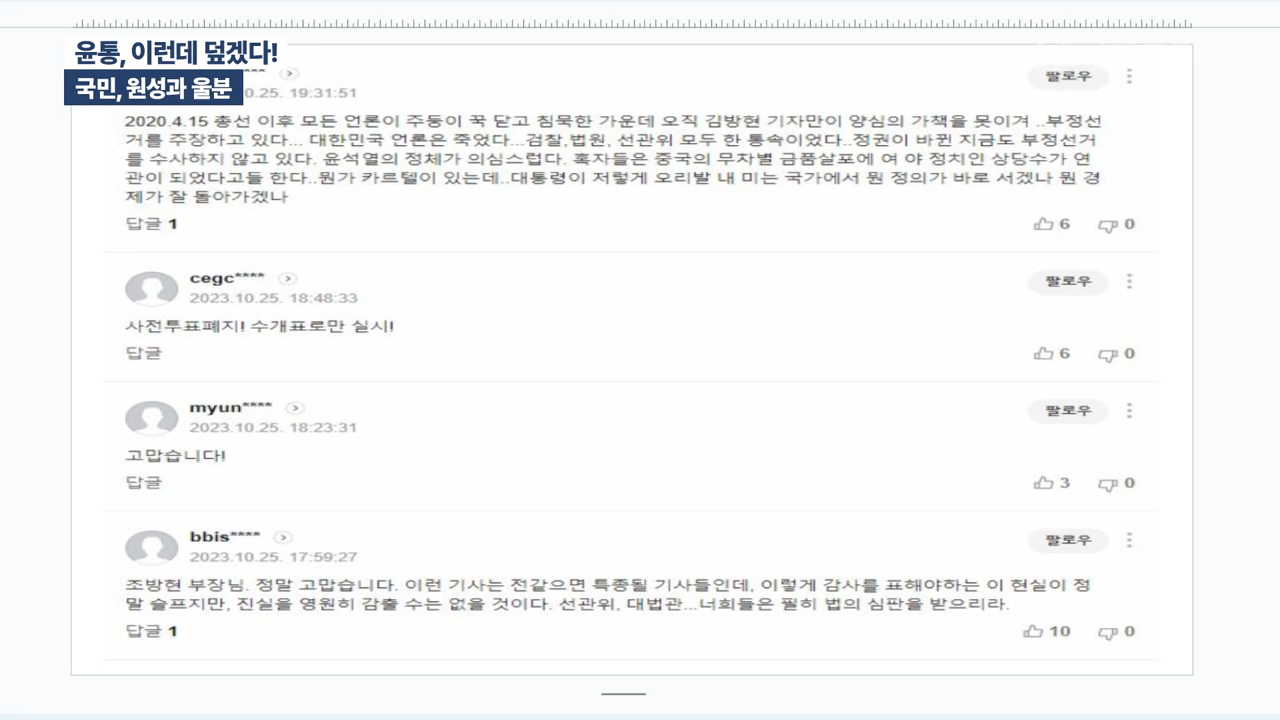 윤통, 이런데 덮겠다!
국민, 원성과 울분
팔로우
0.25. 19:31:51
2020.4.15 총선 이후 모든 언론이 주둥이 꾹 닫고 침묵한 가운데 오직 김방현 기자만이 양심의 가책을 못이겨 ..부정선
거를 주장하고 있다... 대한민국 언론은 죽었다...검찰,법원, 선관위 모두 한 통속이었다..정권이 바뀐 지금도 부정선거
를 수사하지 않고 있다. 윤석열의 정체가 의심스럽다. 혹자들은 중국의 무차별 금품살포에 여 야 정치인 상당수가 연
관이 되었다고들 한다..뭔가 카르텔이 있는데..대통령이 저렇게 오리발 내 미는 국가에서 뭔 정의가 바로 서겠나 뭔 경
제가 잘 돌아가겠나
답글 1
6 0
cegc****
팔로우
2023.10.25. 18:48:33
사전투표폐지! 수개표로만 실시!
답글
6 0
myun****
팔로우
2023.10.25. 18:23:31
고맙습니다!
답글
3 0
bbis****
팔로우
2023.10.25. 17:59:27
조방현 부장님. 정말 고맙습니다. 이런 기사는 전같으면 특종될 기사들인데, 이렇게 감사를 표해야하는 이 현실이 정
말 슬프지만, 진실을 영원히 감출 수는 없을 것이다. 선관위, 대법관...너희들은 필히 법의 심판을 받으리라.
답글 1
10 0